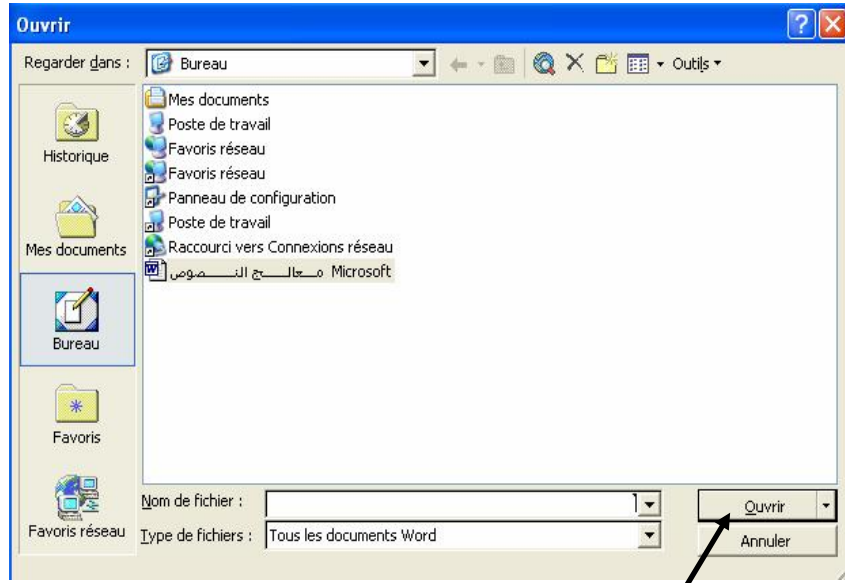 Ouvrir
Regarder dans : Bureau Outils
Historique
Mes documents
Bureau
Favoris
Favoris réseau
Mes documents
Poste de travail
Favoris réseau
Favoris réseau
Panneau de configuration
Poste de travail
Raccourci vers Connexions réseau
Microsoft مـــعالـــــج النـــــــصوص
Nom de fichier : Ouvrir
Type de fichiers : Tous les documents Word Annuler